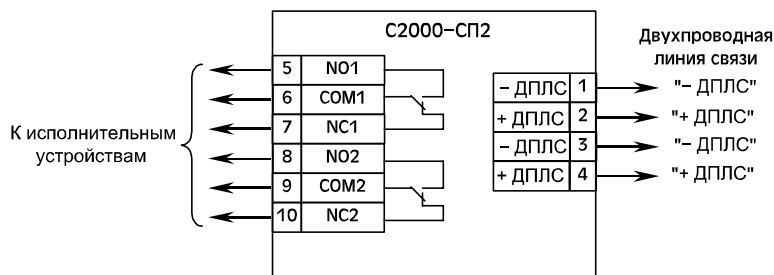 С2000–СП2
Двухпроводная
линия связи
К исполнительным
устройствам
5 NO1
6 COM1
7 NC1
8 NO2
9 COM2
10 NC2
– ДПЛС 1 "– ДПЛС"
+ ДПЛС 2 "+ ДПЛС"
– ДПЛС 3 "– ДПЛС"
+ ДПЛС 4 "+ ДПЛС"